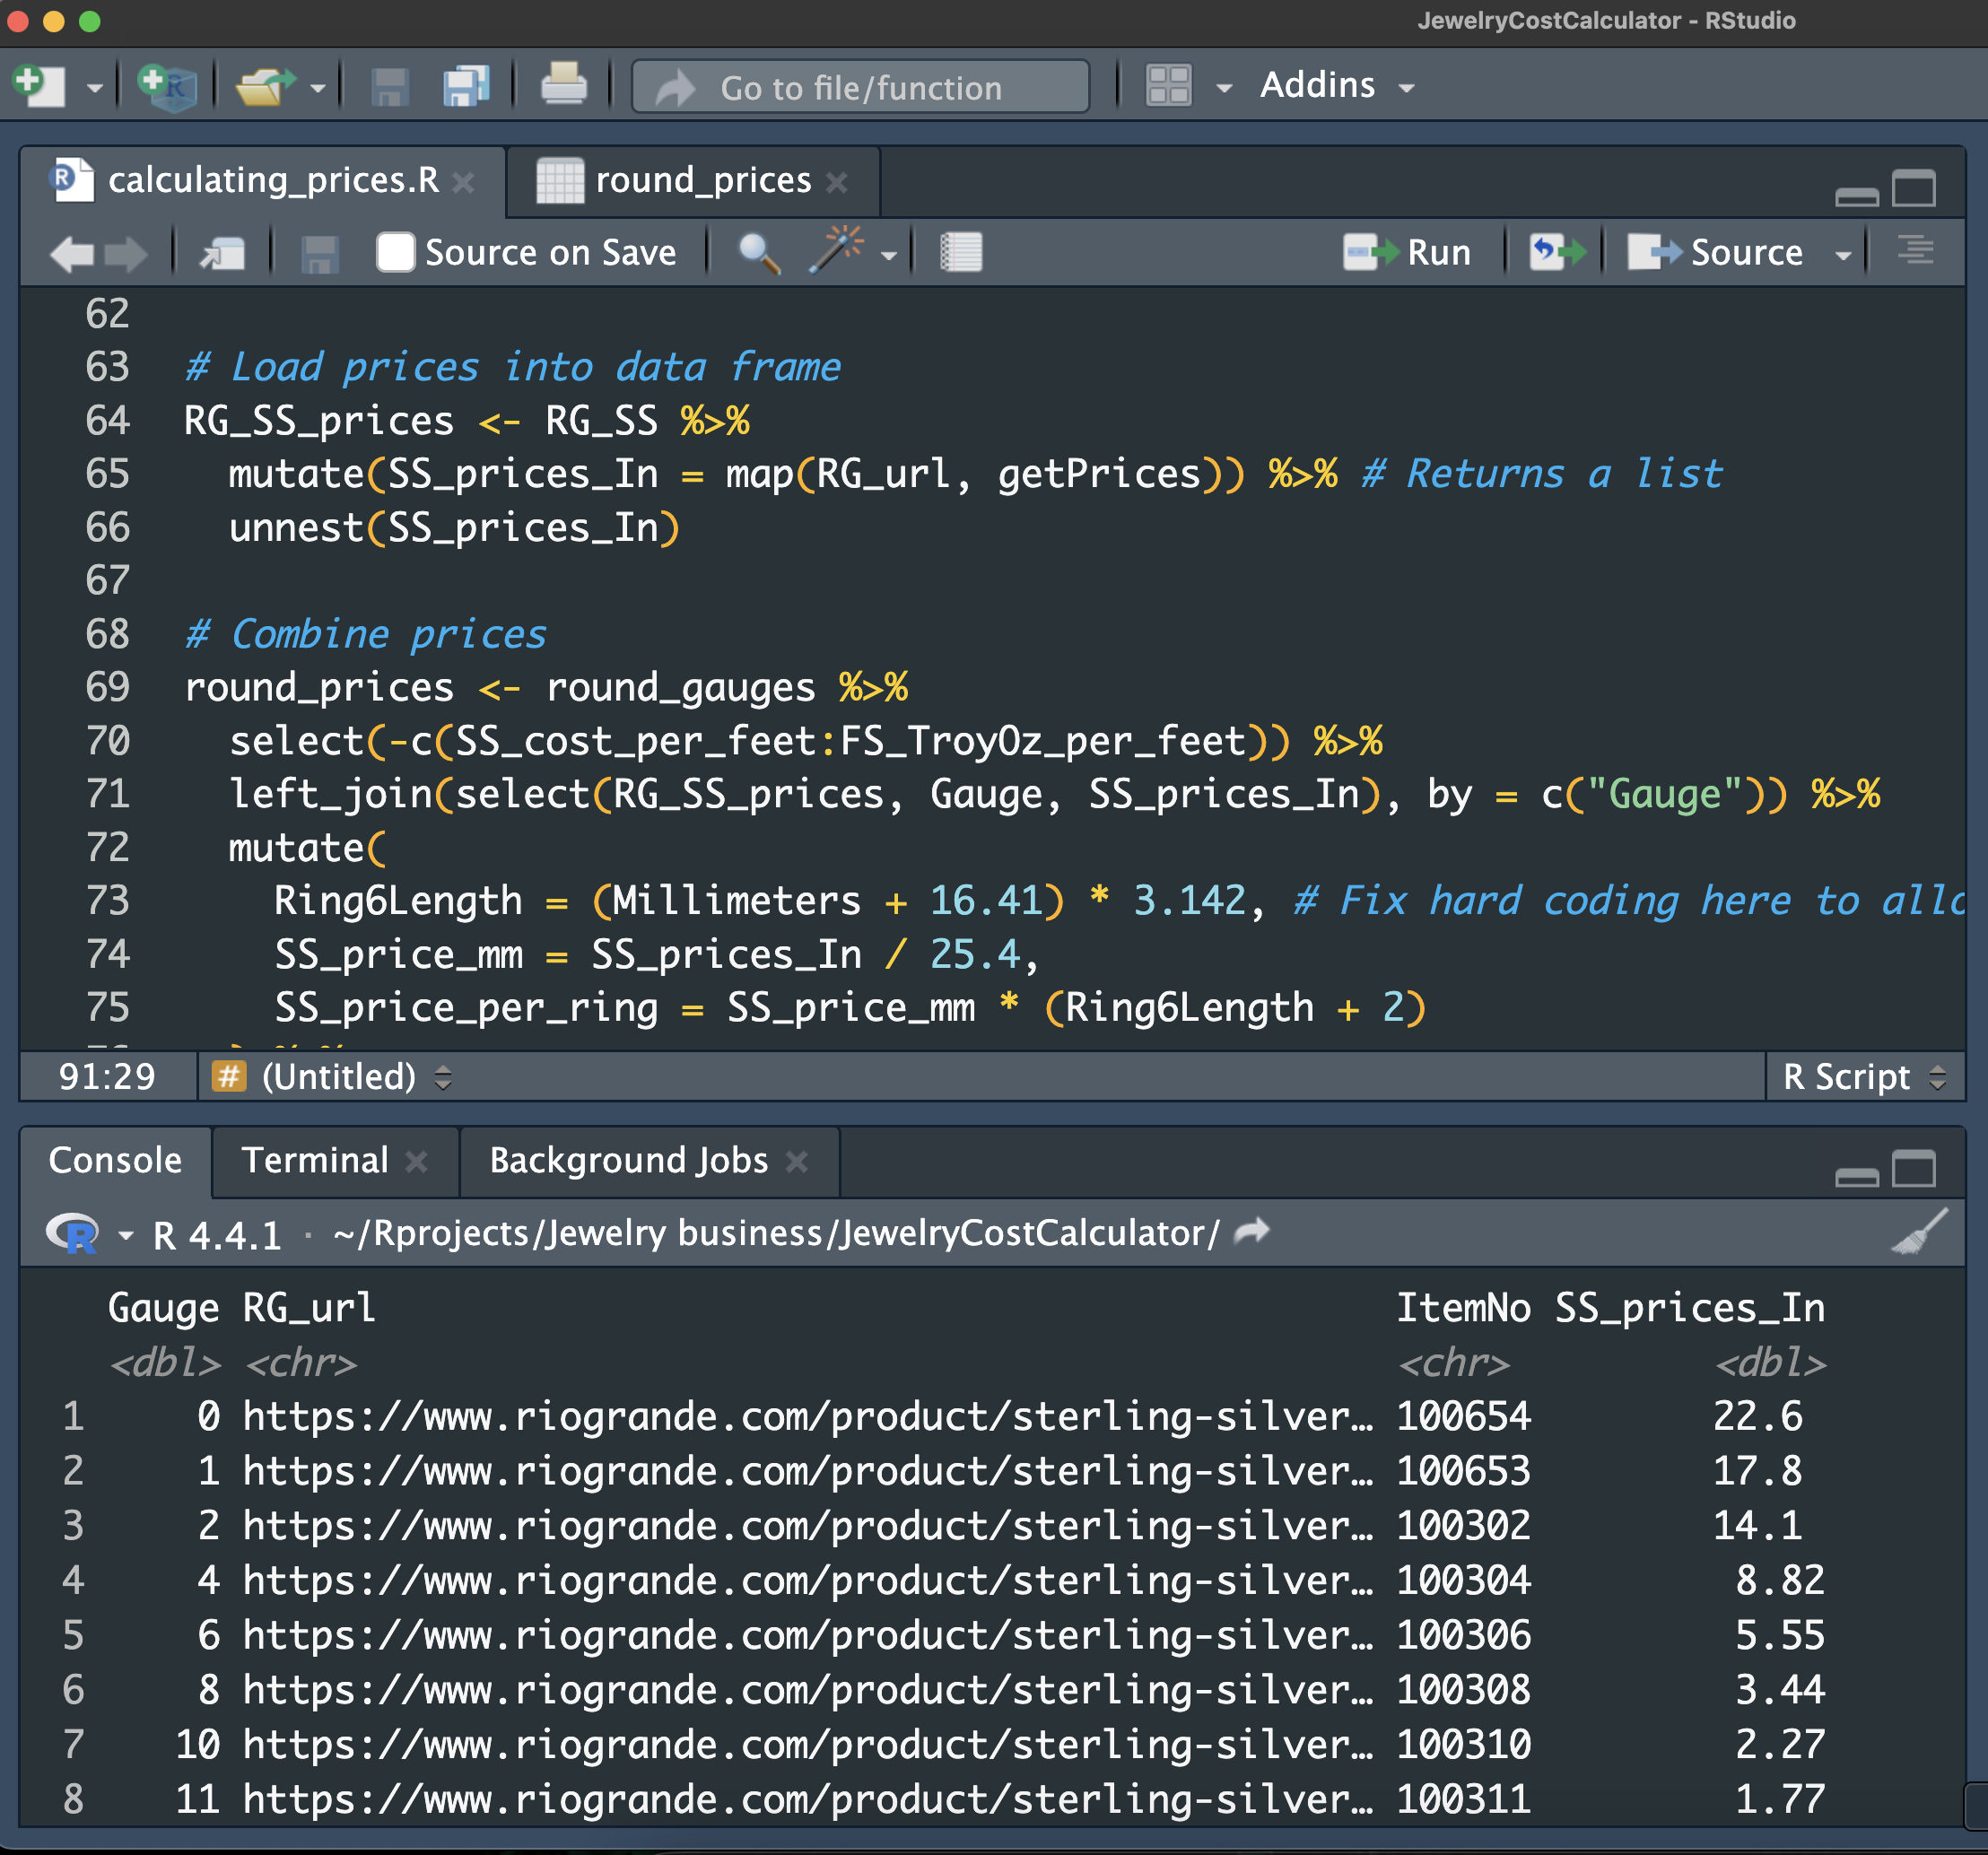 JewelryCostCalculator - RStudio
Go to file/function
Addins
calculating_prices.R
round_prices
Source on Save
Run
Source
62
63 # Load prices into data frame
64 RG_SS_prices <- RG_SS %>%
65 mutate(SS_prices_In = map(RG_url, getPrices)) %>% # Returns a list
66 unnest(SS_prices_In)
67
68 # Combine prices
69 round_prices <- round_gauges %>%
70 select(-c(SS_cost_per_feet:FS_TroyOz_per_feet)) %>%
71 left_join(select(RG_SS_prices, Gauge, SS_prices_In), by = c("Gauge")) %>%
72 mutate(
73 Ring6Length = (Millimeters + 16.41) * 3.142, # Fix hard coding here to
74 SS_price_mm = SS_prices_In / 25.4,
75 SS_price_per_ring = SS_price_mm * (Ring6Length + 2)
91:29 # (Untitled) R Script
Console Terminal Background Jobs
R 4.4.1 · ~/Rprojects/Jewelry business/JewelryCostCalculator/
Gauge RG_url ItemNo SS_prices_In
<dbl> <chr> <chr> <dbl>
1 0 https://www.riogrande.com/product/sterling-silver… 100654 22.6
2 1 https://www.riogrande.com/product/sterling-silver… 100653 17.8
3 2 https://www.riogrande.com/product/sterling-silver… 100302 14.1
4 4 https://www.riogrande.com/product/sterling-silver… 100304 8.82
5 6 https://www.riogrande.com/product/sterling-silver… 100306 5.55
6 8 https://www.riogrande.com/product/sterling-silver… 100308 3.44
7 10 https://www.riogrande.com/product/sterling-silver… 100310 2.27
8 11 https://www.riogrande.com/product/sterling-silver… 100311 1.77